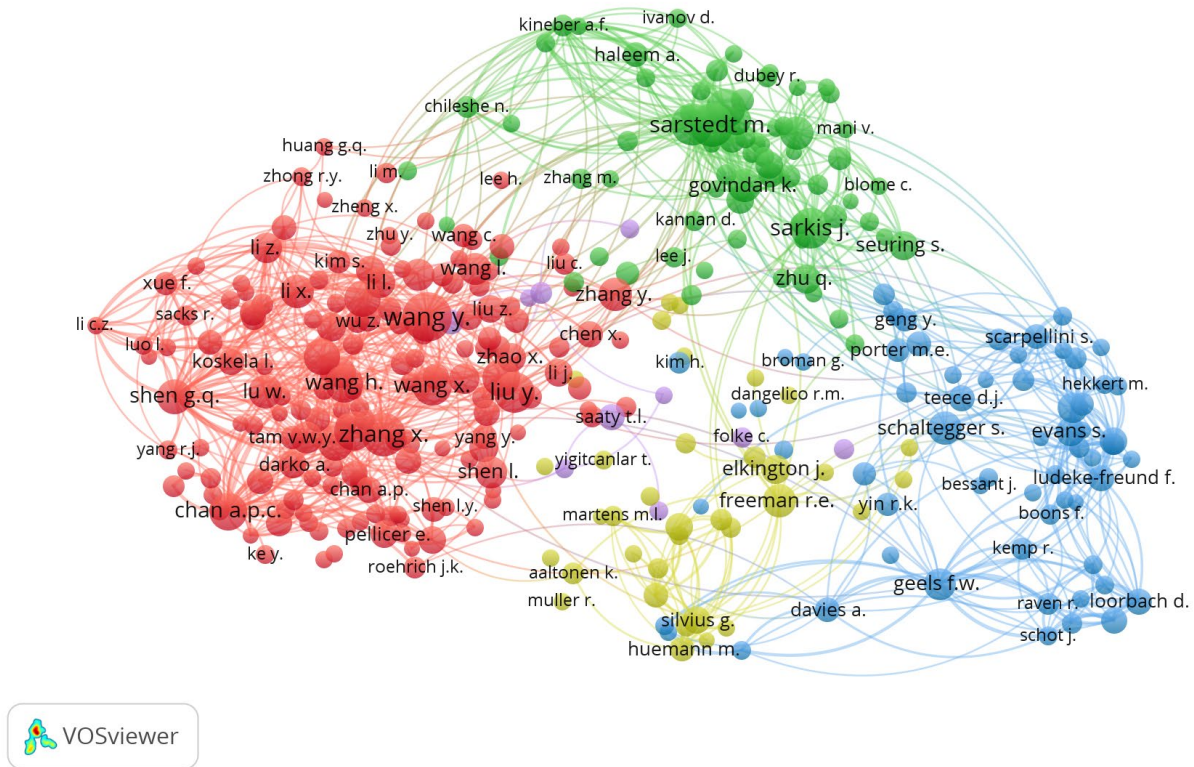 kineber a.f.
ivanov d.
haleem a.
dubey r.
chileshe n.
sarstedt m.
mani v.
huang g.q.
zhong r.y.
li m.
lee h.
zhang m.
govindan k.
blome c.
zheng x.
kannan d.
zhu y.
wang c.
sarkis j.
li z.
seuring s.
kim s.
wang l.
liu c.
lee j.
xue f.
li x.
li l.
zhu q.
zhang y.
sacks r.
wu z.
wang y.
liu z.
li c.z.
geng y.
luo l.
chen x.
scarpellini s.
koskela l.
zhao x.
kim h.
broman g.
porter m.e.
shen g.q.
lu w.
wang h.
wang x.
liu y.
li j.
dangelico r.m.
teece d.j.
hekkert m.
saaty t.l.
yang r.j.
tam v.w.y.
zhang x.
yang y.
folke c.
schaltegger s.
evans s.
darko a.
shen l.
yigitcanlar t.
elkington j.
chan a.p.
bessant j.
ludeke-freund f.
chan a.p.c.
shen l.y.
martens m.l.
freeman r.e.
yin r.k.
boons f.
ke y.
pellicer e.
kemp r.
roehrich j.k.
aaltonen k.
geels f.w.
muller r.
davies a.
raven r.
loorbach d.
silvius g.
schot j.
huemann m.
VOSviewer